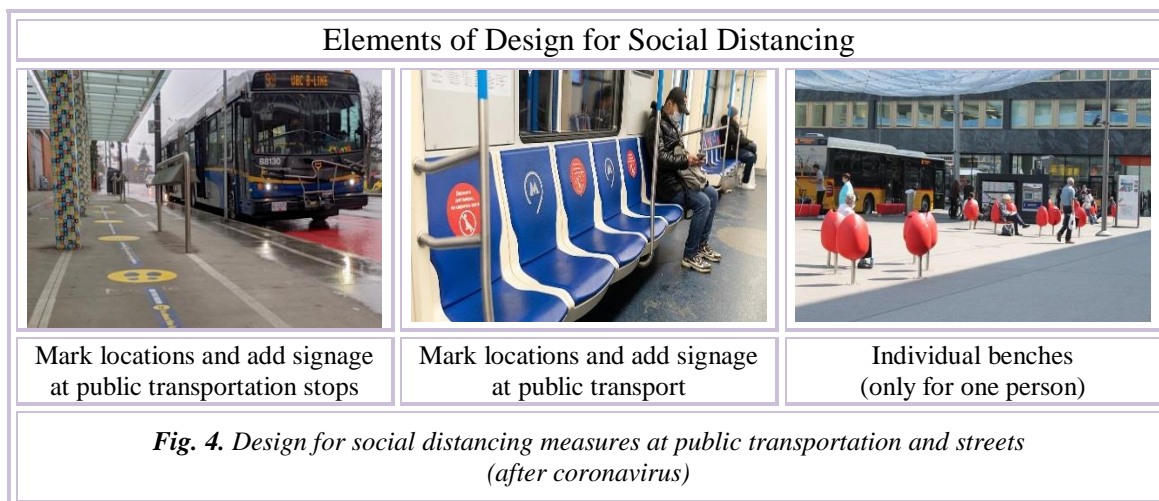 Elements of Design for Social Distancing
99 UBC B-LINE
B8130
Mark locations and add signage
at public transportation stops
Mark locations and add signage
at public transport
Individual benches
(only for one person)
Fig. 4. Design for social distancing measures at public transportation and streets
(after coronavirus)